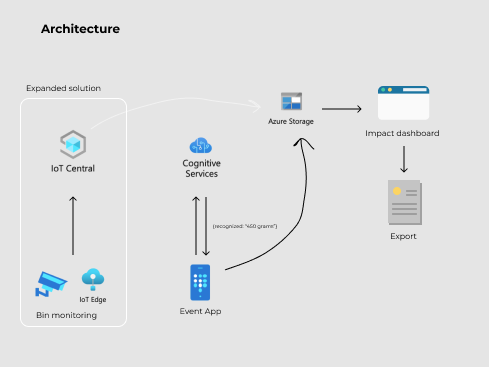 Architecture
Expanded solution
IoT Central
IoT Edge
Bin monitoring
Cognitive
Services
{recognized: "450 grams"}
Event App
Azure Storage
Impact dashboard
Export